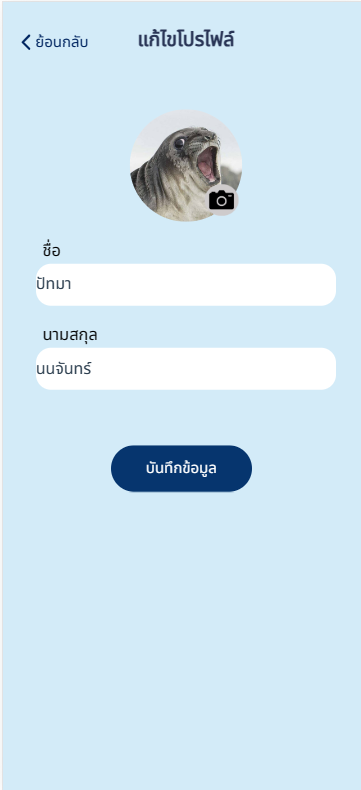 ย้อนกลับ แก้ไขโปรไฟล์
ชื่อ
ปัทมา
นามสกุล
นนจันทร์
บันทึกข้อมูล